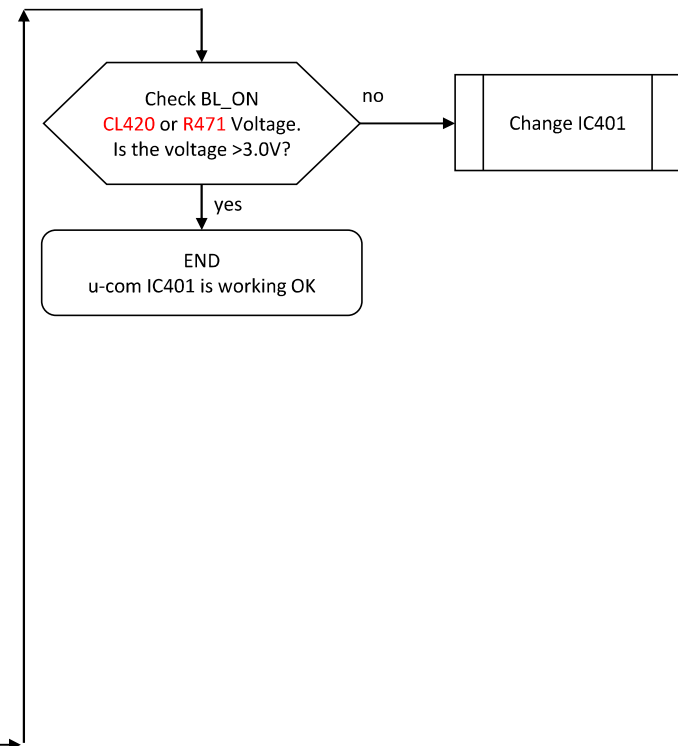 Check BL_ON
CL420 or R471 Voltage.
Is the voltage >3.0V?
no
Change IC401
yes
END
u-com IC401 is working OK